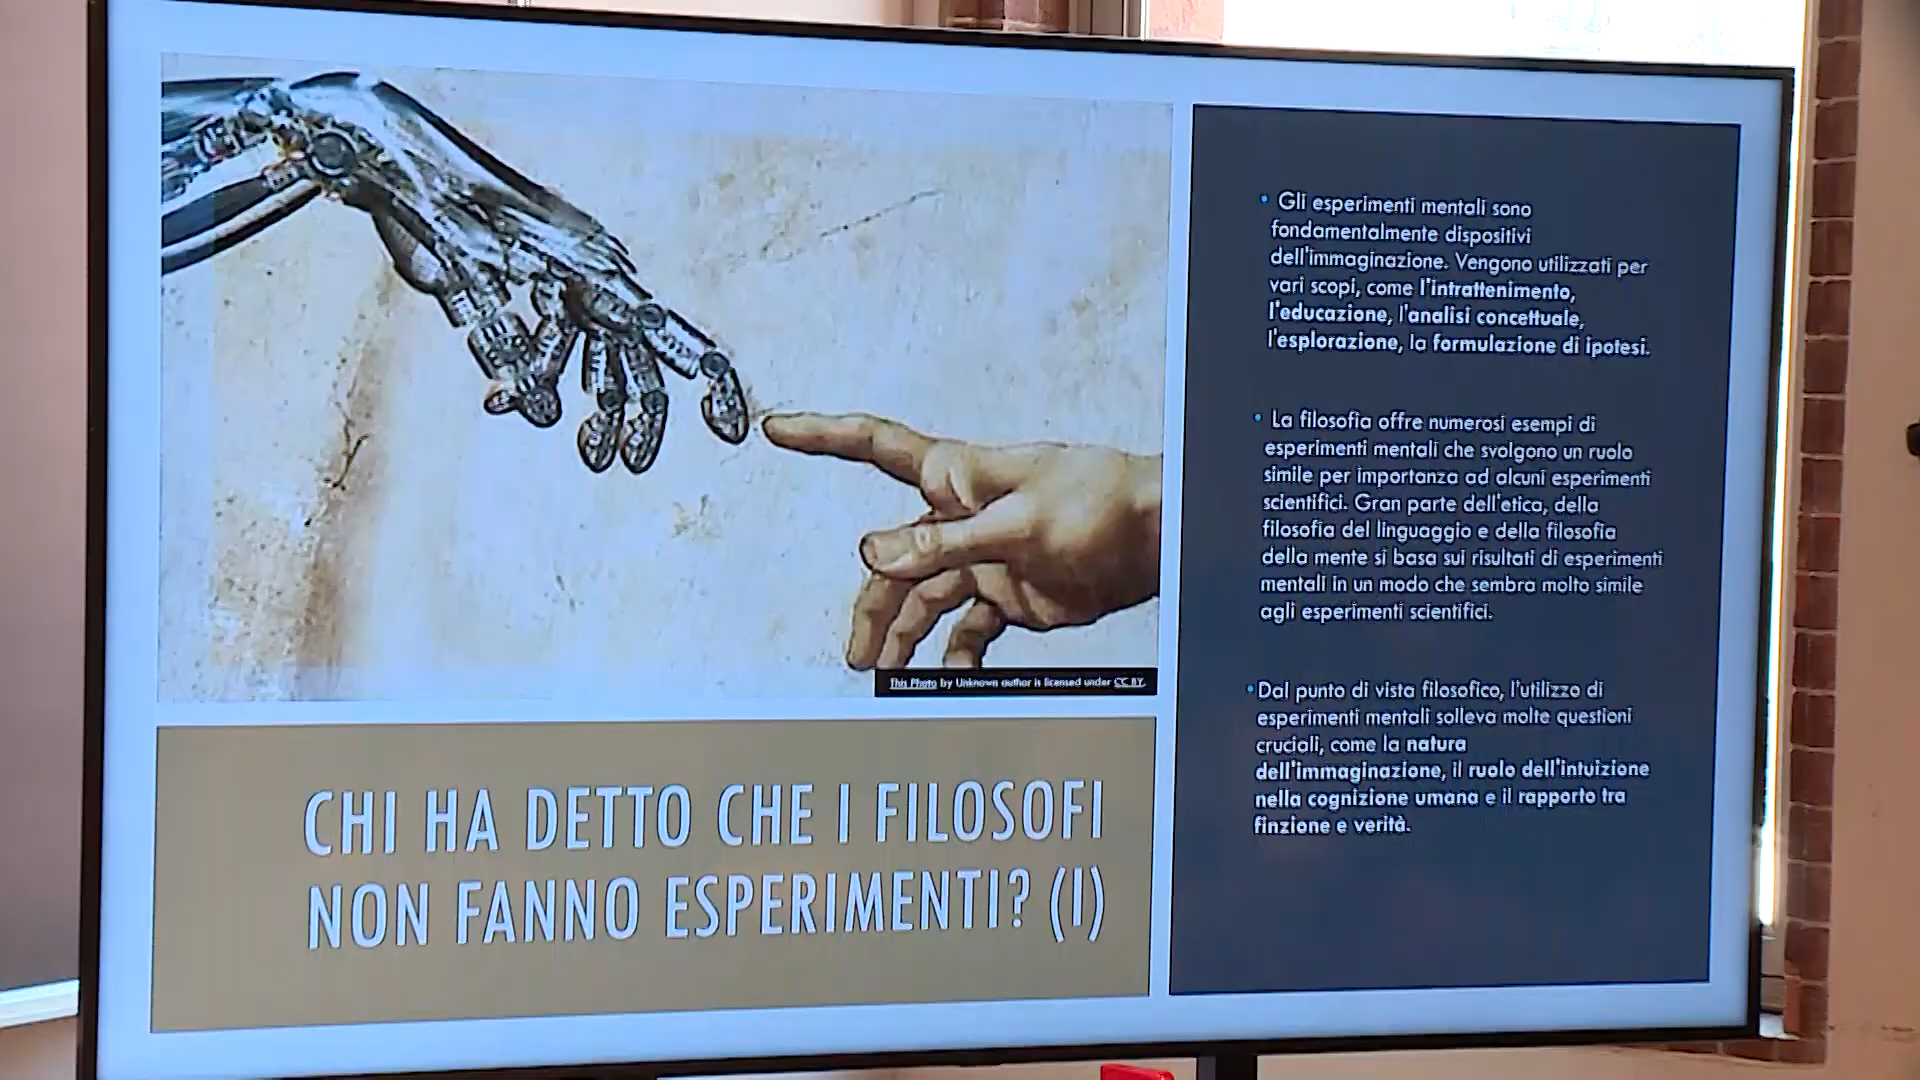 • Gli esperimenti mentali sono
fondamentalmente dispositivi
dell'immaginazione. Vengono utilizzati per
vari scopi, come l'intrattenimento,
l'educazione, l'analisi concettuale,
l'esplorazione, la formulazione di ipotesi.
• La filosofia offre numerosi esempi di
esperimenti mentali che svolgono un ruolo
simile per importanza ad alcuni esperimenti
scientifici. Gran parte dell'etica, della
filosofia del linguaggio e della filosofia
della mente si basa sui risultati di esperimenti
mentali in un modo che sembra molto simile
agli esperimenti scientifici.
• Dal punto di vista filosofico, l'utilizzo di
esperimenti mentali solleva molte questioni
cruciali, come la natura
dell'immaginazione, il ruolo dell'intuizione
nella cognizione umana e il rapporto tra
finzione e verità.
This Photo by Unknown author is licensed under CC BY.
CHI HA DETTO CHE I FILOSOFI
NON FANNO ESPERIMENTI? (I)